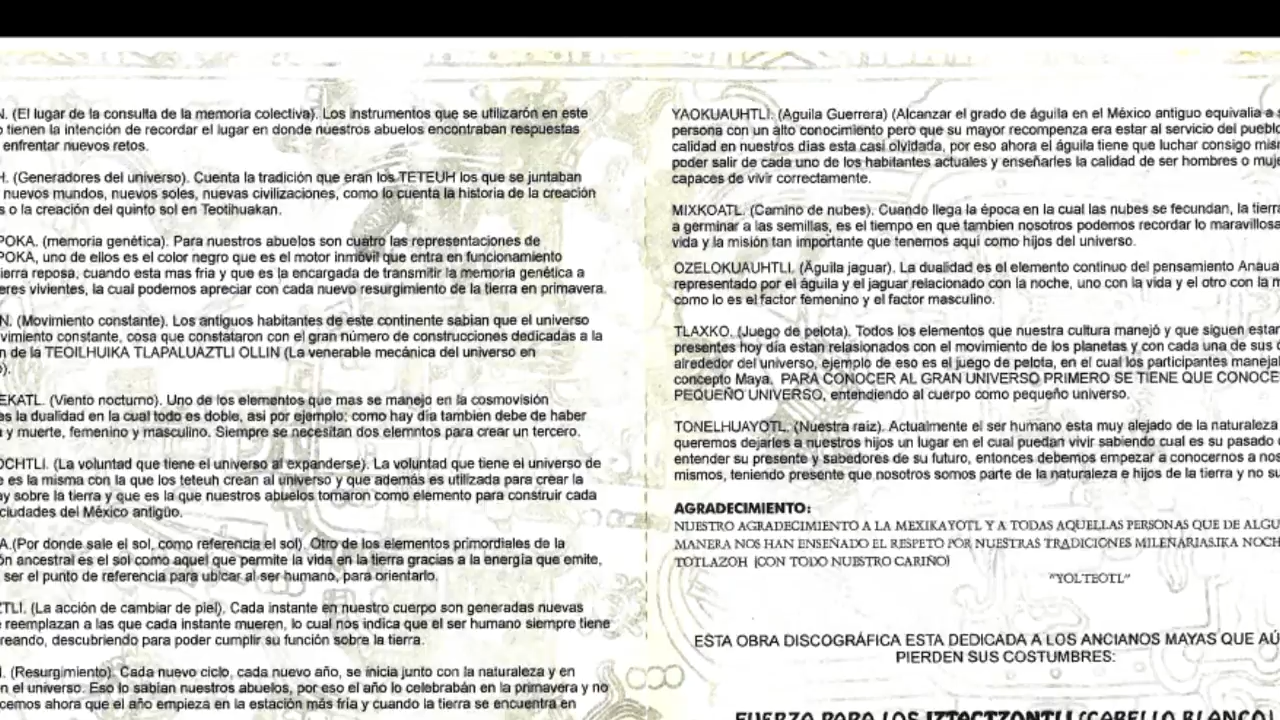 N. (El lugar de la consulta de la memoria colectiva). Los instrumentos que se utilizarón en este
tienen la intención de recordar el lugar en donde nuestros abuelos encontraban respuestas
enfrentar nuevos retos.
H. (Generadores del universo). Cuenta la tradición que eran los TETEUH los que se juntaban
nuevos mundos, nuevos soles, nuevas civilizaciones, como lo cuenta la historia de la creación
s o la creación del quinto sol en Teotihuakan.
POKA. (memoria genética). Para nuestros abuelos son cuatro las representaciones de
POKA, uno de ellos es el color negro que es el motor inmóvil que entra en funcionamiento
ierra reposa, cuando esta mas fria y que es la encargada de transmitir la memoria genética a
eres vivientes, la cual podemos apreciar con cada nuevo resurgimiento de la tierra en primavera.
N. (Movimiento constante). Los antiguos habitantes de este continente sabian que el universo
vimiento constante, cosa que constataron con el gran número de construcciones dedicadas a la
n de la TEOILHUIKA TLAPALUAZTLI OLLIN (La venerable mecánica del universo en
o).
EKATL. (Viento nocturno). Uno de los elementos que mas se manejo en la cosmovisión
es la dualidad en la cual todo es doble, asi por ejemplo; como hay día tambien debe de haber
a y muerte, femenino y masculino. Siempre se necesitan dos elemntos para crear un tercero.
OCHTLI. (La voluntad que tiene el universo al expanderse). La voluntad que tiene el universo de
e es la misma con la que los teteuh crean al universo y que además es utilizada para crear la
ay sobre la tierra y que es la que nuestros abuelos tomaron como elemento para construir cada
ciudades del México antigüo.
A.(Por donde sale el sol, como referencia el sol). Otro de los elementos primordiales de la
ón ancestral es el sol como aquel que permite la vida en la tierra gracias a la energía que emite,
ser el punto de referencia para ubicar al ser humano, para orientarlo.
ZTLI. (La acción de cambiar de piel). Cada instante en nuestro cuerpo son generadas nuevas
reemplazan a las que cada instante mueren, lo cual nos indica que el ser humano siempre tiene
reando, descubriendo para poder cumplir su función sobre la tierra.
I. (Resurgimiento). Cada nuevo ciclo, cada nuevo año, se inicia junto con la naturaleza y en
n el universo. Eso lo sabían nuestros abuelos, por eso el año lo celebrabán en la primavera y no
cemos ahora que el año empieza en la estación más fría y cuando la tierra se encuentra en
YAOKUAUHTLI. (Aguila Guerrera) (Alcanzar el grado de águila en el México antiguo equivalia a s
persona con un alto conocimiento pero que su mayor recompenza era estar al servicio del pueblo
calidad en nuestros días esta casi olvidada, por eso ahora el águila tiene que luchar consigo mism
poder salir de cada uno de los habitantes actuales y enseñarles la calidad de ser hombres o muje
capaces de vivir correctamente.
MIXKOATL. (Camino de nubes). Cuando llega la época en la cual las nubes se fecundan, la tierra
a germinar a las semillas, es el tiempo en que tambien nosotros podemos recordar lo maravillosa
vida y la misión tan importante que tenemos aquí como hijos del universo.
OZELOKUAUHTLI. (Águila jaguar). La dualidad es el elemento continuo del pensamiento Anaua
representado por el águila y el jaguar relacionado con la noche, uno con la vida y el otro con la m
como lo es el factor femenino y el factor masculino.
TLAXKO. (Juego de pelota). Todos los elementos que nuestra cultura manejó y que siguen estan
presentes hoy día estan relasionados con el movimiento de los planetas y con cada una de sus c
alrededor del universo, ejemplo de eso es el juego de pelota, en el cual los participantes manejal
concepto Maya. PARA CONOCER AL GRAN UNIVERSO PRIMERO SE TIENE QUE CONOCE
PEQUEÑO UNIVERSO, entendiendo al cuerpo como pequeño universo.
TONELHUAYOTL. (Nuestra raiz). Actualmente el ser humano esta muy alejado de la naturaleza
queremos dejarles a nuestros hijos un lugar en el cual puedan vivir sabiendo cual es su pasado
entender su presente y sabedores de su futuro, entonces debemos empezar a conocernos a nos
mismos, teniendo presente que nosotros somos parte de la naturaleza e hijos de la tierra y no su
AGRADECIMIENTO:
NUESTRO AGRADECIMIENTO A LA MEXIKAYOTL Y A TODAS AQUELLAS PERSONAS QUE DE ALGU
MANERA NOS HAN ENSEÑADO EL RESPETO POR NUESTRAS TRADICIONES MILENARIAS.IKA NOCH
TOTLAZOH (CON TODO NUESTRO CARIÑO)
"YOLTEOTL"
ESTA OBRA DISCOGRÁFICA ESTA DEDICADA A LOS ANCIANOS MAYAS QUE AÚ
PIERDEN SUS COSTUMBRES:
FUERZA PARA LOS IZTACTZONTLI (CABELLO BLANCO)